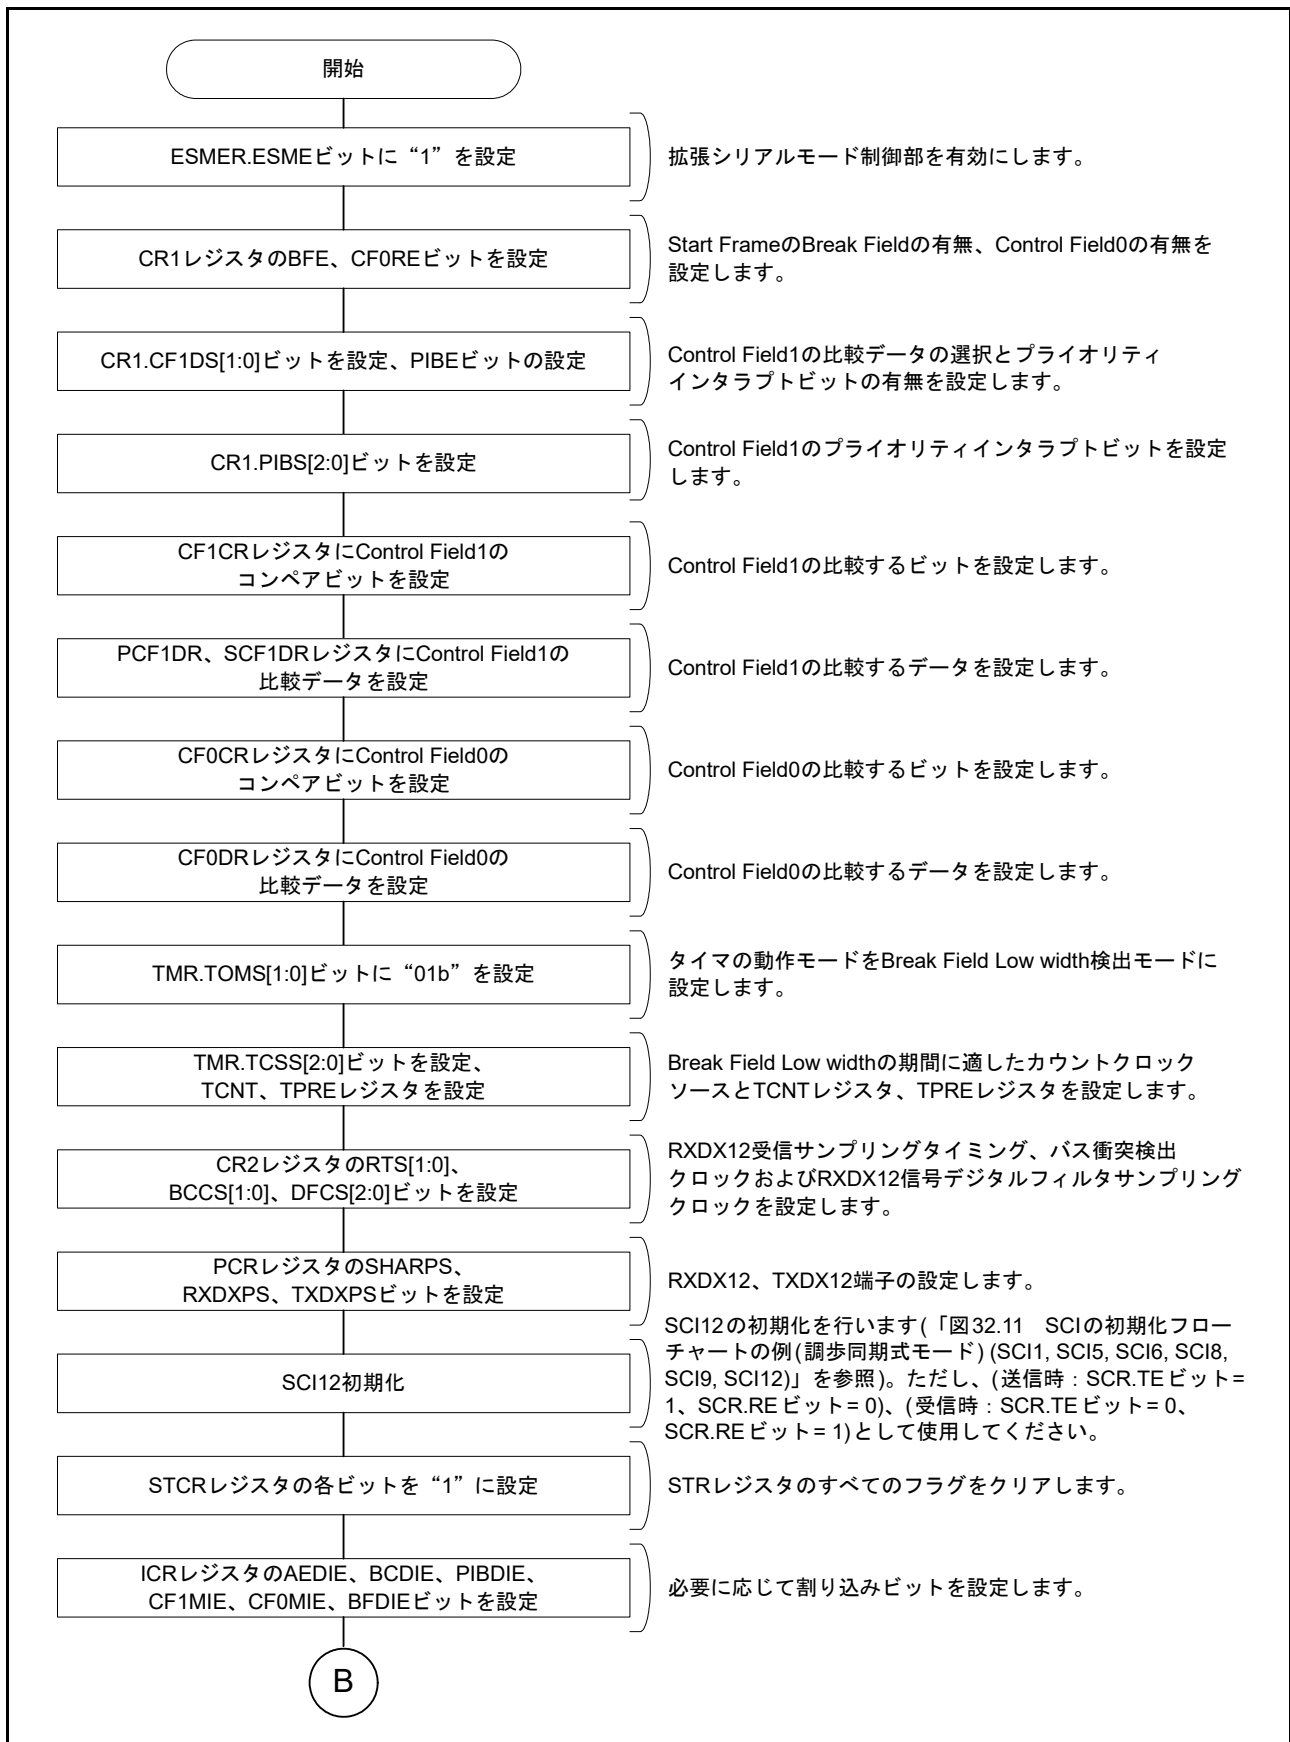 開始
ESMER.ESMEビットに“1”を設定
拡張シリアルモード制御部を有効にします。
CR1レジスタのBFE、CF0REビットを設定
Start FrameのBreak Fieldの有無、Control Field0の有無を
設定します。
CR1.CF1DS[1:0]ビットを設定、PIBEビットの設定
Control Field1の比較データの選択とプライオリティ
インタラプトビットの有無を設定します。
CR1.PIBS[2:0]ビットを設定
Control Field1のプライオリティインタラプトビットを設定
します。
CF1CRレジスタにControl Field1の
コンペアビットを設定
Control Field1の比較するビットを設定します。
PCF1DR、SCF1DRレジスタにControl Field1の
比較データを設定
Control Field1の比較するデータを設定します。
CF0CRレジスタにControl Field0の
コンペアビットを設定
Control Field0の比較するビットを設定します。
CF0DRレジスタにControl Field0の
比較データを設定
Control Field0の比較するデータを設定します。
TMR.TOMS[1:0]ビットに“01b”を設定
タイマの動作モードをBreak Field Low width検出モードに
設定します。
TMR.TCSS[2:0]ビットを設定、
TCNT、TPREレジスタを設定
Break Field Low widthの期間に適したカウントクロック
ソースとTCNTレジスタ、TPREレジスタを設定します。
CR2レジスタのRTS[1:0]、
BCCS[1:0]、DFCS[2:0]ビットを設定
RXDX12受信サンプリングタイミング、バス衝突検出
クロックおよびRXDX12信号デジタルフィルタサンプリング
クロックを設定します。
PCRレジスタのSHARPS、
RXDXPS、TXDXPSビットを設定
RXDX12、TXDX12端子の設定します。
SCI12初期化
SCI12の初期化を行います(「図32.11　SCIの初期化フロー
チャートの例(調歩同期式モード) (SCI1, SCI5, SCI6, SCI8,
SCI9, SCI12)」を参照)。ただし、(送信時：SCR.TEビット=
1、SCR.REビット= 0)、(受信時：SCR.TEビット= 0、
SCR.REビット= 1)として使用してください。
STCRレジスタの各ビットを“1”に設定
STRレジスタのすべてのフラグをクリアします。
ICRレジスタのAEDIE、BCDIE、PIBDIE、
CF1MIE、CF0MIE、BFDIEビットを設定
必要に応じて割り込みビットを設定します。
B